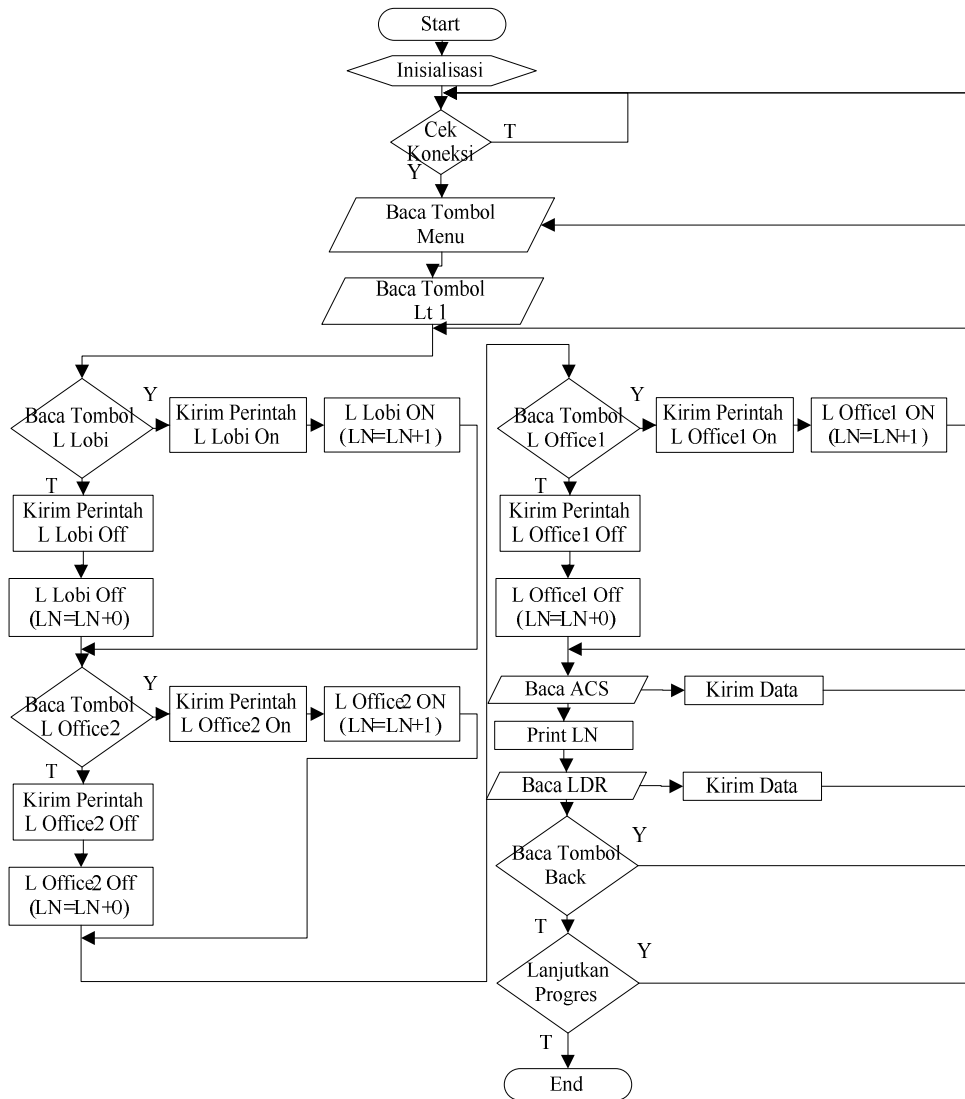 Start
Inisialisasi
Cek
Koneksi
T
Y
Baca Tombol
Menu
Baca Tombol
Lt 1
Baca Tombol
L Lobi
Y
Kirim Perintah
L Lobi On
L Lobi ON
(LN=LN+1)
T
Kirim Perintah
L Lobi Off
L Lobi Off
(LN=LN+0)
Baca Tombol
L Office2
Y
Kirim Perintah
L Office2 On
L Office2 ON
(LN=LN+1)
T
Kirim Perintah
L Office2 Off
L Office2 Off
(LN=LN+0)
Baca Tombol
L Office1
Y
Kirim Perintah
L Office1 On
L Office1 ON
(LN=LN+1)
T
Kirim Perintah
L Office1 Off
L Office1 Off
(LN=LN+0)
Baca ACS
Kirim Data
Print LN
Baca LDR
Kirim Data
Baca Tombol
Back
Y
T
Lanjutkan
Progres
Y
T
End